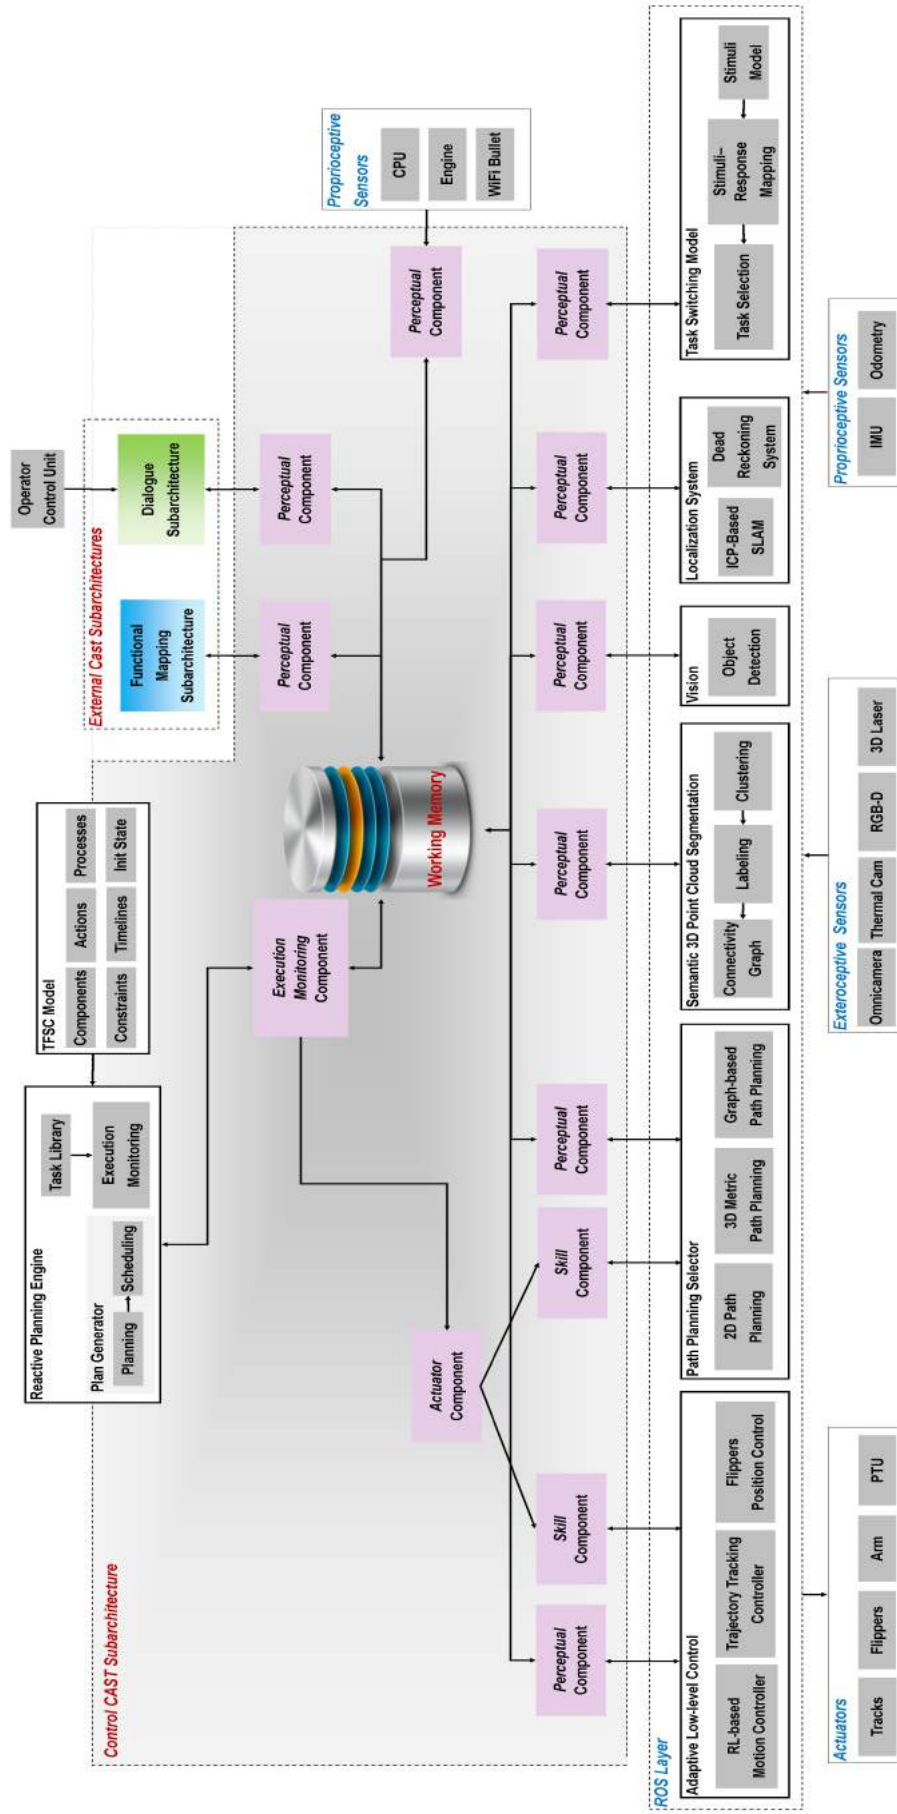 Operator
Control Unit
External Cast Subarchitectures
Functional
Mapping
Subarchitecture
Dialogue
Subarchitecture
TFSC Model
Components
Actions
Processes
Constraints
Timelines
Init State
Reactive Planning Engine
Plan Generator
Planning
Scheduling
Task Library
Execution
Monitoring
Control CAST Subarchitecture
Execution
Monitoring
Component
Working Memory
Perceptual
Component
Perceptual
Component
Perceptual
Component
Proprioceptive
Sensors
CPU
Engine
WiFi Bullet
Actuator
Component
Perceptual
Component
Skill
Component
Skill
Component
Perceptual
Component
Perceptual
Component
Perceptual
Component
Perceptual
Component
Perceptual
Component
ROS Layer
Adaptive Low-level Control
RL-based
Motion Controller
Trajectory Tracking
Controller
Flippers
Position Control
Path Planning Selector
2D Path
Planning
3D Metric
Path Planning
Graph-based
Path Planning
Semantic 3D Point Cloud Segmentation
Connectivity
Graph
Labeling
Clustering
Vision
Object
Detection
Localization System
ICP-Based
SLAM
Dead
Reckoning
System
Task Switching Model
Task Selection
Stimuli–
Response
Mapping
Stimuli
Model
Actuators
Tracks
Flippers
Arm
PTU
Exteroceptive Sensors
Omnicamera
Thermal Cam
RGB-D
3D Laser
Proprioceptive Sensors
IMU
Odometry